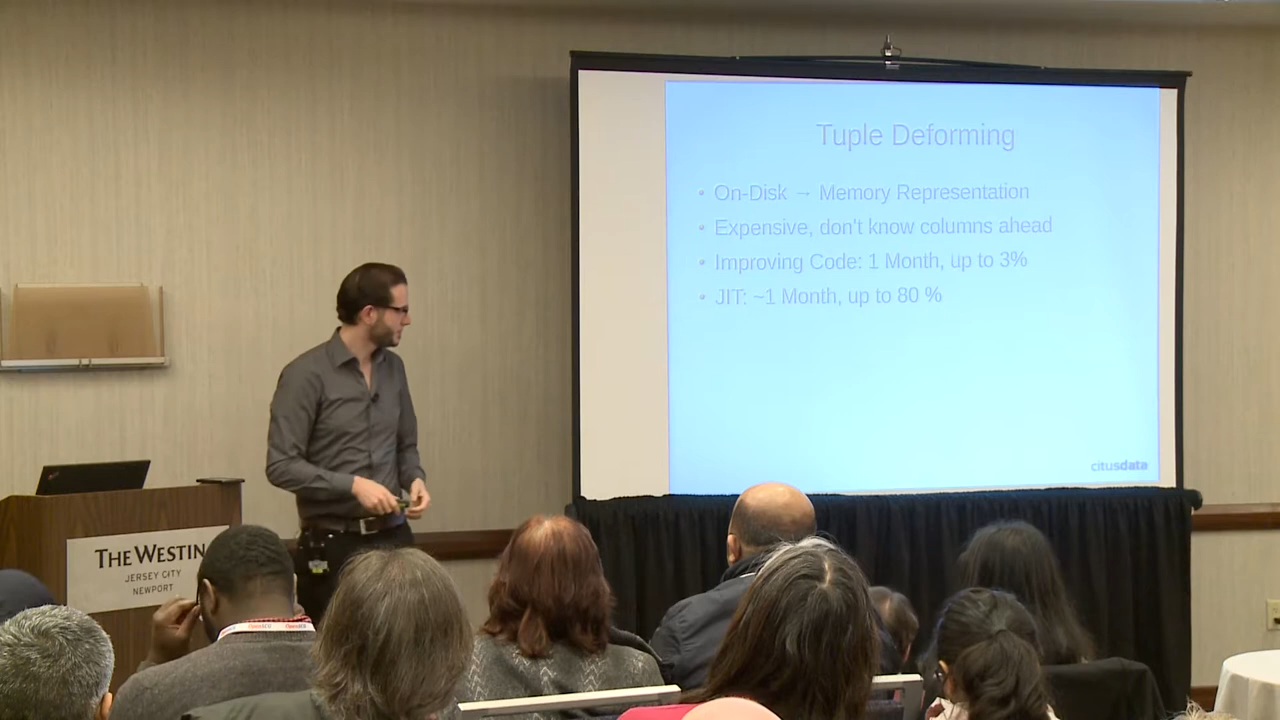 Tuple Deforming
• On-Disk → Memory Representation
• Expensive, don't know columns ahead
• Improving Code: 1 Month, up to 3%
• JIT: ~1 Month, up to 80 %
citusdata
THE WESTIN
JERSEY CITY
NEWPORT